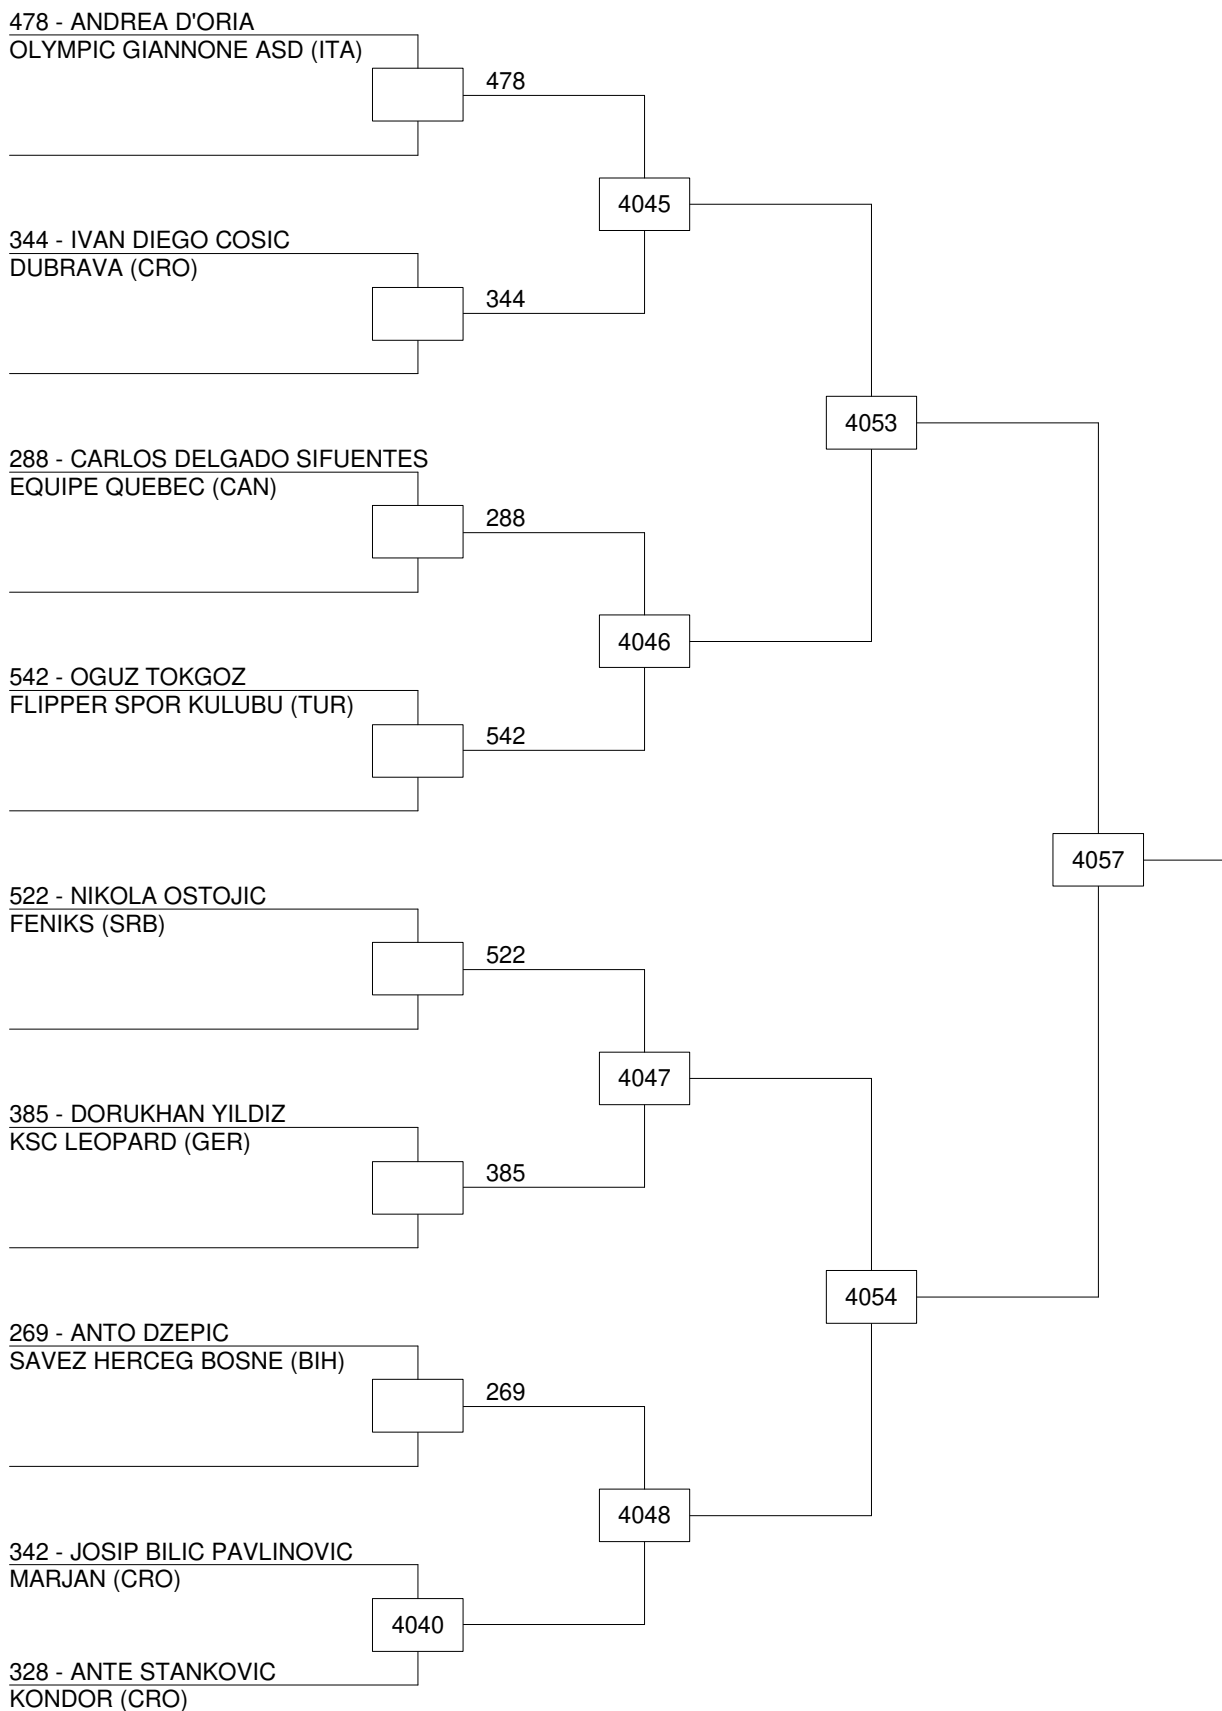 478 - ANDREA D'ORIA
OLYMPIC GIANNONE ASD (ITA)
478
4045
344 - IVAN DIEGO COSIC
DUBRAVA (CRO)
344
4053
288 - CARLOS DELGADO SIFUENTES
EQUIPE QUEBEC (CAN)
288
4046
542 - OGUZ TOKGOZ
FLIPPER SPOR KULUBU (TUR)
542
4057
522 - NIKOLA OSTOJIC
FENIKS (SRB)
522
4047
385 - DORUKHAN YILDIZ
KSC LEOPARD (GER)
385
4054
269 - ANTO DZEPIC
SAVEZ HERCEG BOSNE (BIH)
269
4048
342 - JOSIP BILIC PAVLINOVIC
MARJAN (CRO)
4040
328 - ANTE STANKOVIC
KONDOR (CRO)